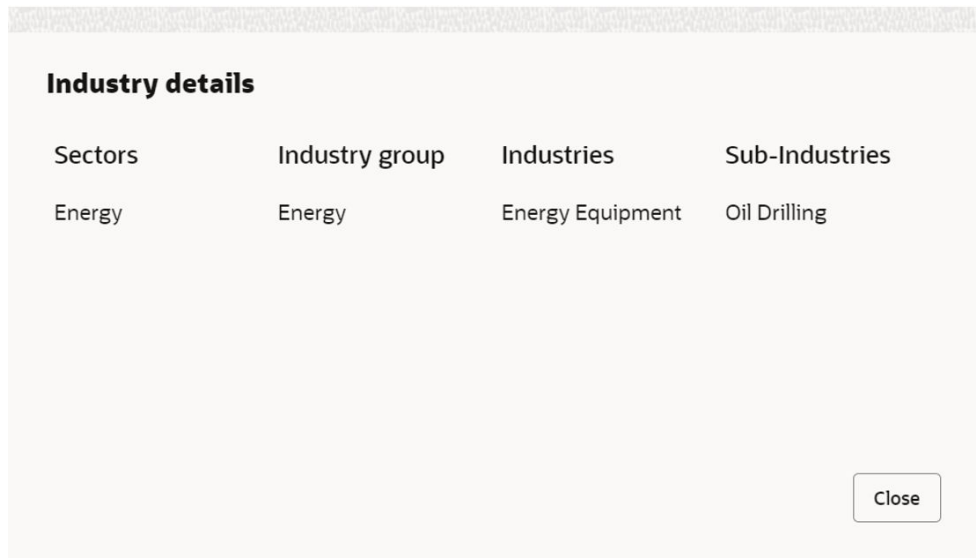 Industry details
Sectors Industry group Industries Sub-Industries
Energy Energy Energy Equipment Oil Drilling
Close